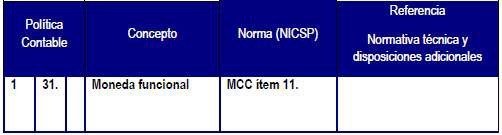 Política
Contable
Concepto
Norma (NICSP)
Referencia
Normativa técnica y
disposiciones adicionales
1 31. Moneda funcional MCC ítem 11.